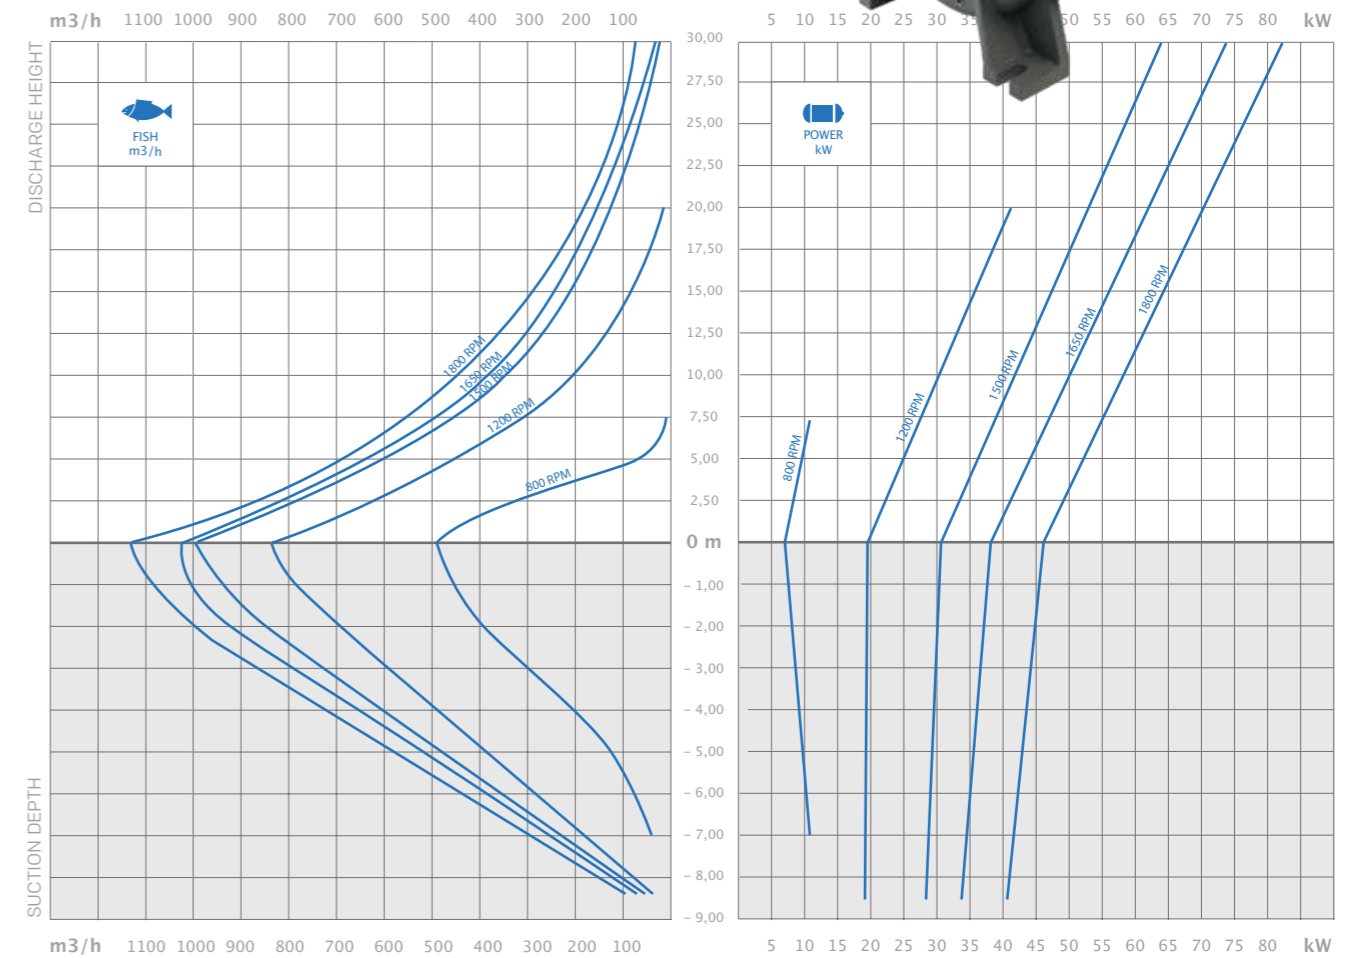 m3/h 1100 1000 900 700 600 500 400 300 200 100
5 10 15 20 25 30 35 50 55 60 65 70 75 80 kW
DISCHARGE HEIGHT
FISH
m3/h
1800 RPM
1650 RPM
1500 RPM
1200 RPM
800 RPM
30,00
27,50
25,00
22,50
20,00
17,50
15,00
12,50
10,00
7,50
5,00
2,50
0 m
– 1,00
– 2,00
– 3,00
– 4,00
– 5,00
– 6,00
– 7,00
– 8,00
– 9,00
POWER
kW
800 RPM
1200 RPM
1500 RPM
1650 RPM
1800 RPM
SUCTION DEPTH
m3/h 1100 1000 900 700 600 500 400 300 200 100
5 10 15 20 25 30 35 40 45 50 55 60 65 70 75 80 kW